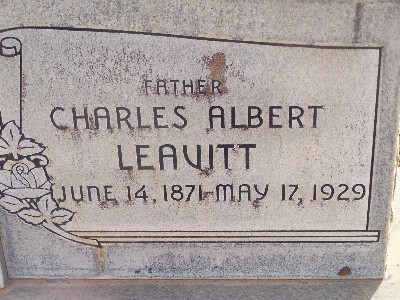 FATHER
CHARLES ALBERT
LEAVITT
JUNE 14, 1871-MAY 17, 1929